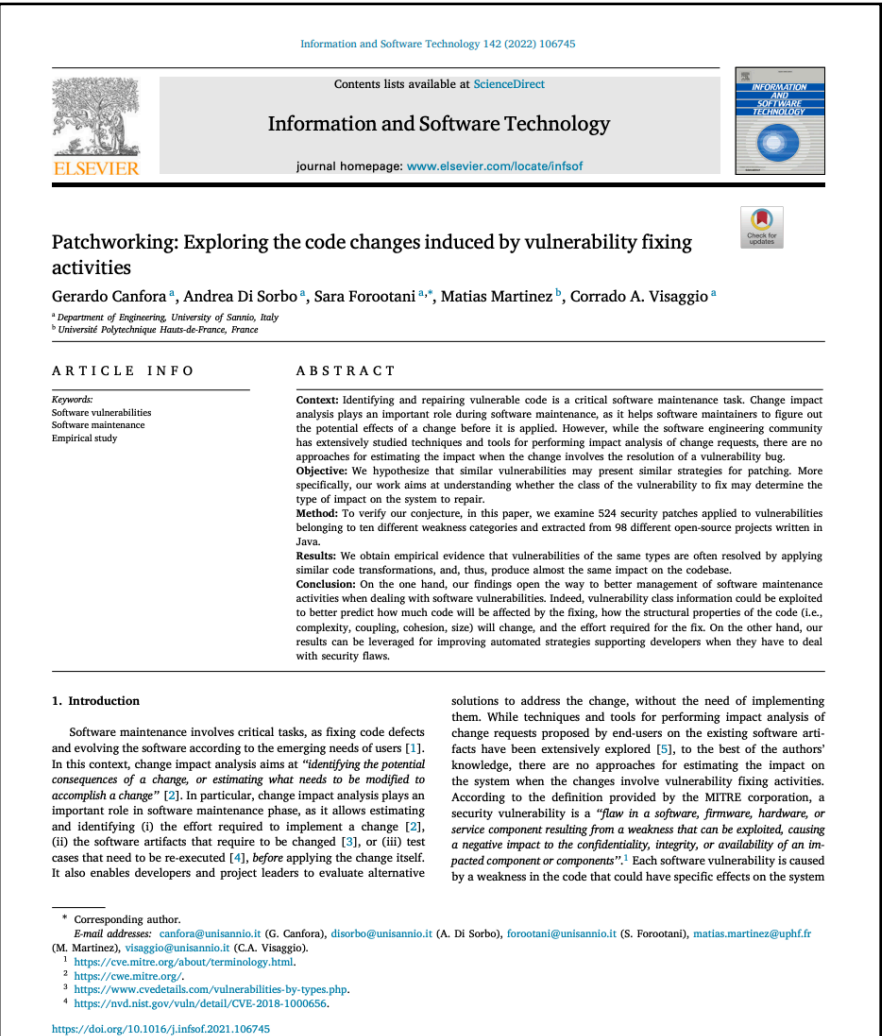 Information and Software Technology 142 (2022) 106745
Contents lists available at ScienceDirect
Information and Software Technology
journal homepage: www.elsevier.com/locate/infsof
ELSEVIER
INFORMATION
AND
SOFTWARE
TECHNOLOGY
Check for
updates
Patchworking: Exploring the code changes induced by vulnerability fixing
activities
Gerardo Canfora a, Andrea Di Sorbo a, Sara Forootani a,*, Matias Martinez b, Corrado A. Visaggio a
a Department of Engineering, University of Sannio, Italy
b Université Polytechnique Hauts-de-France, France
ARTICLE INFO
Keywords:
Software vulnerabilities
Software maintenance
Empirical study
ABSTRACT
Context: Identifying and repairing vulnerable code is a critical software maintenance task. Change impact
analysis plays an important role during software maintenance, as it helps software maintainers to figure out
the potential effects of a change before it is applied. However, while the software engineering community
has extensively studied techniques and tools for performing impact analysis of change requests, there are no
approaches for estimating the impact when the change involves the resolution of a vulnerability bug.
Objective: We hypothesize that similar vulnerabilities may present similar strategies for patching. More
specifically, our work aims at understanding whether the class of the vulnerability to fix may determine the
type of impact on the system to repair.
Method: To verify our conjecture, in this paper, we examine 524 security patches applied to vulnerabilities
belonging to ten different weakness categories and extracted from 98 different open-source projects written in
Java.
Results: We obtain empirical evidence that vulnerabilities of the same types are often resolved by applying
similar code transformations, and, thus, produce almost the same impact on the codebase.
Conclusion: On the one hand, our findings open the way to better management of software maintenance
activities when dealing with software vulnerabilities. Indeed, vulnerability class information could be exploited
to better predict how much code will be affected by the fixing, how the structural properties of the code (i.e.,
complexity, coupling, cohesion, size) will change, and the effort required for the fix. On the other hand, our
results can be leveraged for improving automated strategies supporting developers when they have to deal
with security flaws.
1. Introduction
Software maintenance involves critical tasks, as fixing code defects
and evolving the software according to the emerging needs of users [1].
In this context, change impact analysis aims at “identifying the potential
consequences of a change, or estimating what needs to be modified to
accomplish a change” [2]. In particular, change impact analysis plays an
important role in software maintenance phase, as it allows estimating
and identifying (i) the effort required to implement a change [2],
(ii) the software artifacts that require to be changed [3], or (iii) test
cases that need to be re-executed [4], before applying the change itself.
It also enables developers and project leaders to evaluate alternative
solutions to address the change, without the need of implementing
them. While techniques and tools for performing impact analysis of
change requests proposed by end-users on the existing software arti-
facts have been extensively explored [5], to the best of the authors’
knowledge, there are no approaches for estimating the impact on
the system when the changes involve vulnerability fixing activities.
According to the definition provided by the MITRE corporation, a
security vulnerability is a “flaw in a software, firmware, hardware, or
service component resulting from a weakness that can be exploited, causing
a negative impact to the confidentiality, integrity, or availability of an im-
pacted component or components”.1 Each software vulnerability is caused
by a weakness in the code that could have specific effects on the system
* Corresponding author.
E-mail addresses: canfora@unisannio.it (G. Canfora), disorbo@unisannio.it (A. Di Sorbo), forootani@unisannio.it (S. Forootani), matias.martinez@uphf.fr
(M. Martinez), visaggio@unisannio.it (C.A. Visaggio).
1 https://cve.mitre.org/about/terminology.html.
2 https://cwe.mitre.org/.
3 https://www.cvedetails.com/vulnerabilities-by-types.php.
4 https://nvd.nist.gov/vuln/detail/CVE-2018-1000656.
https://doi.org/10.1016/j.infsof.2021.106745